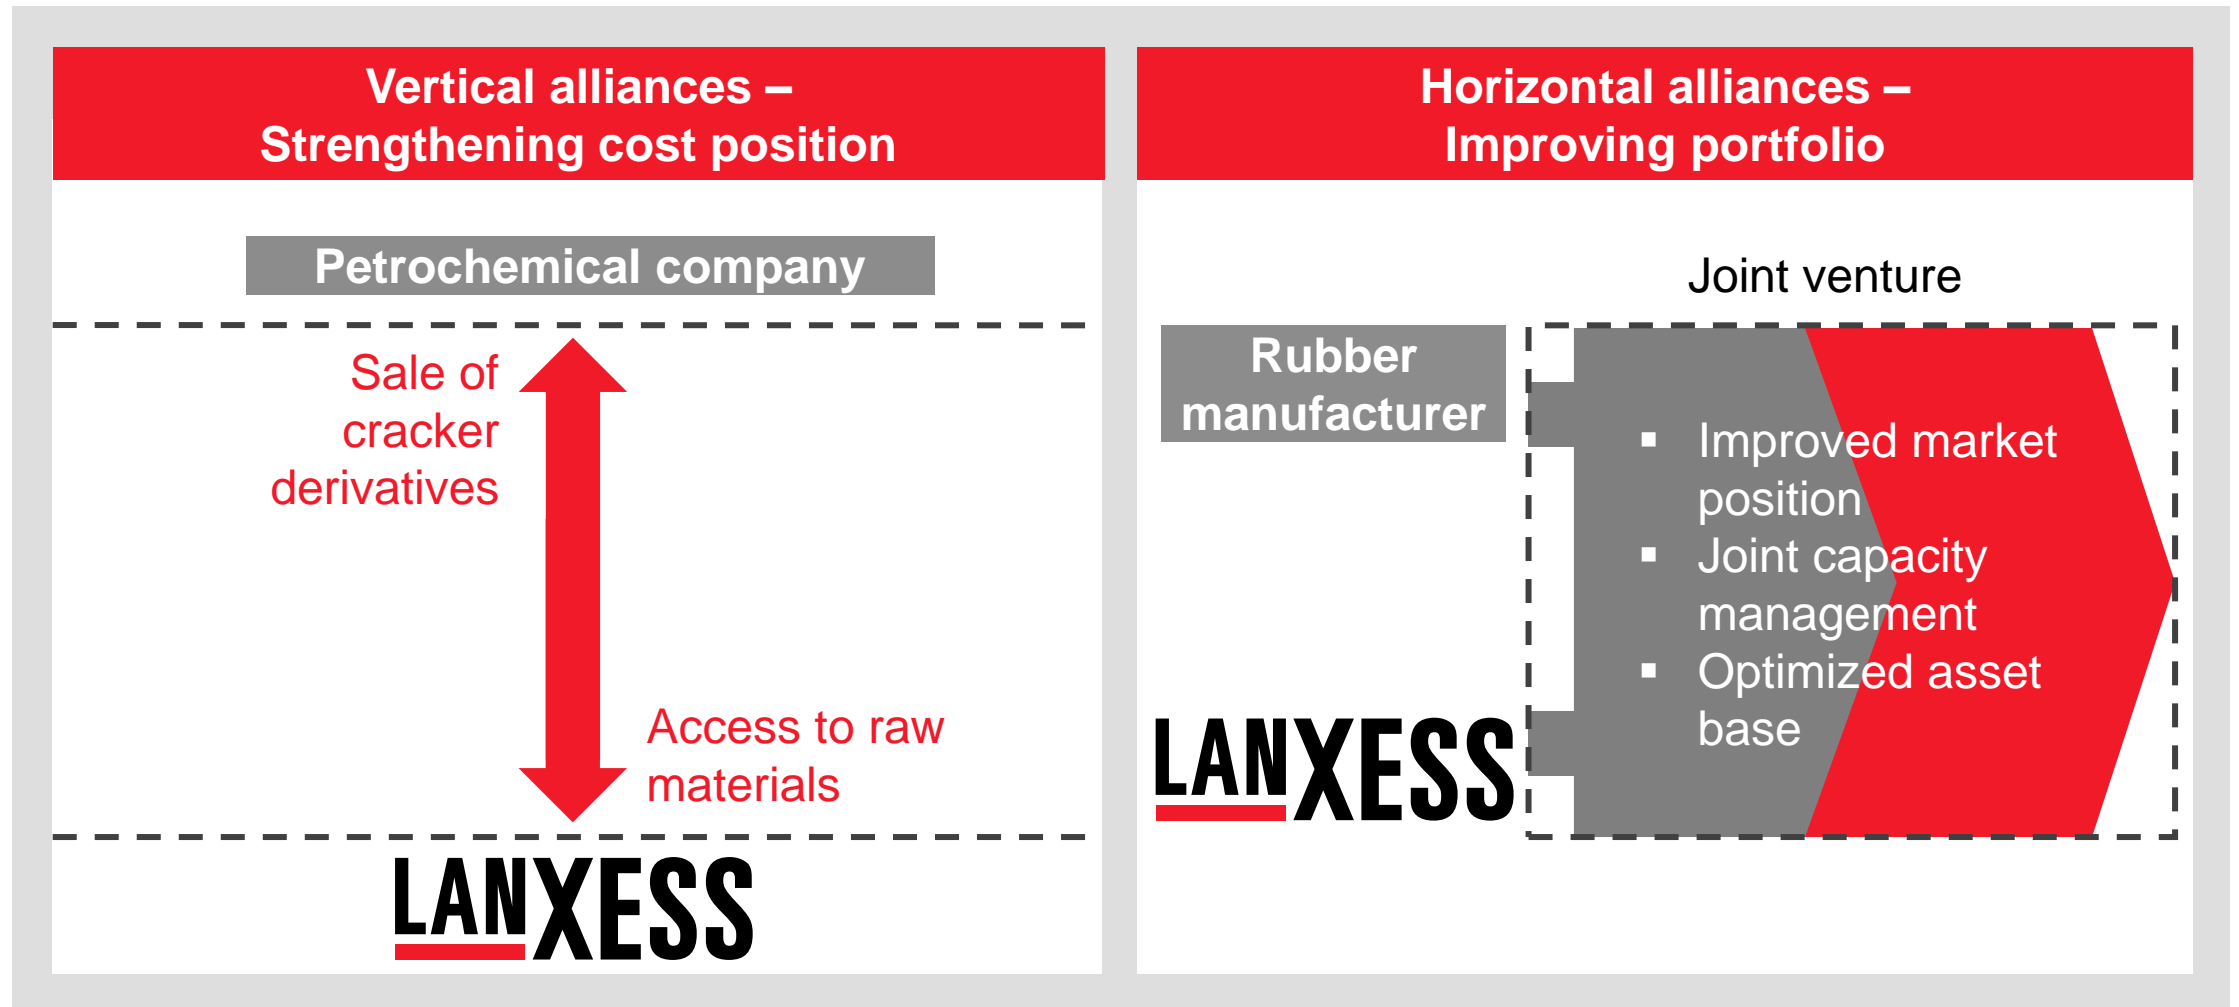 Vertical alliances –
Strengthening cost position
Petrochemical company
Sale of
cracker
derivatives
Access to raw
materials
LANXESS
Horizontal alliances –
Improving portfolio
Joint venture
Rubber
manufacturer
▪ Improved market
position
▪ Joint capacity
management
▪ Optimized asset
base
LANXESS